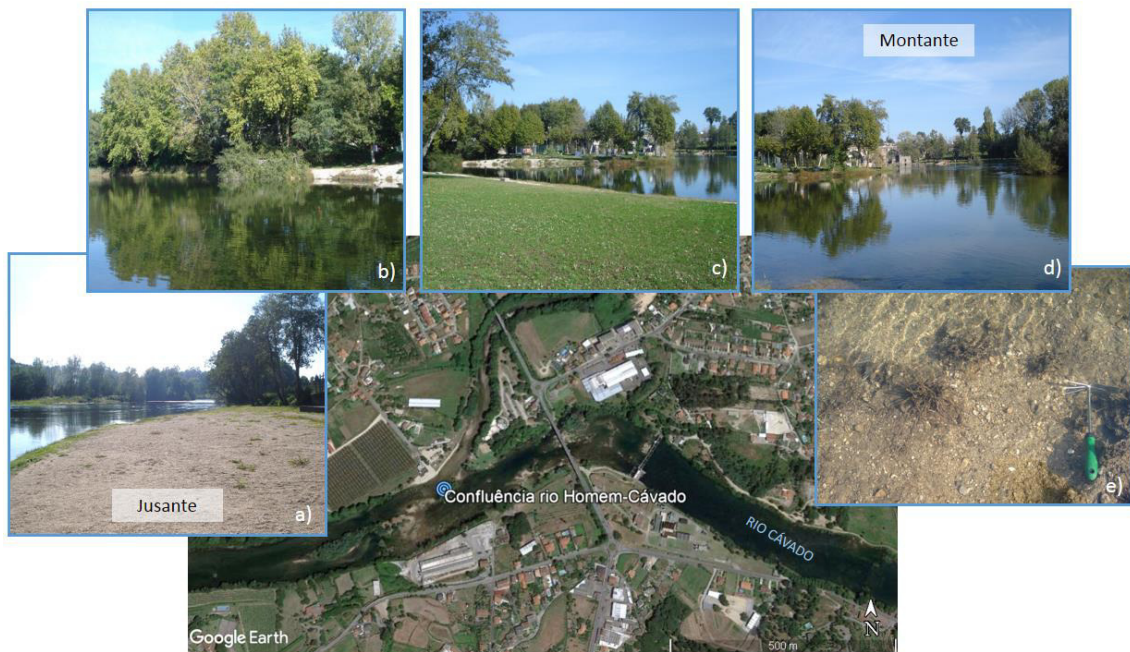 Montante
b)
c)
d)
Jusante
a)
e)
Confluência rio Homem-Cávado
RIO CÁVADO
Google Earth
N
500 m